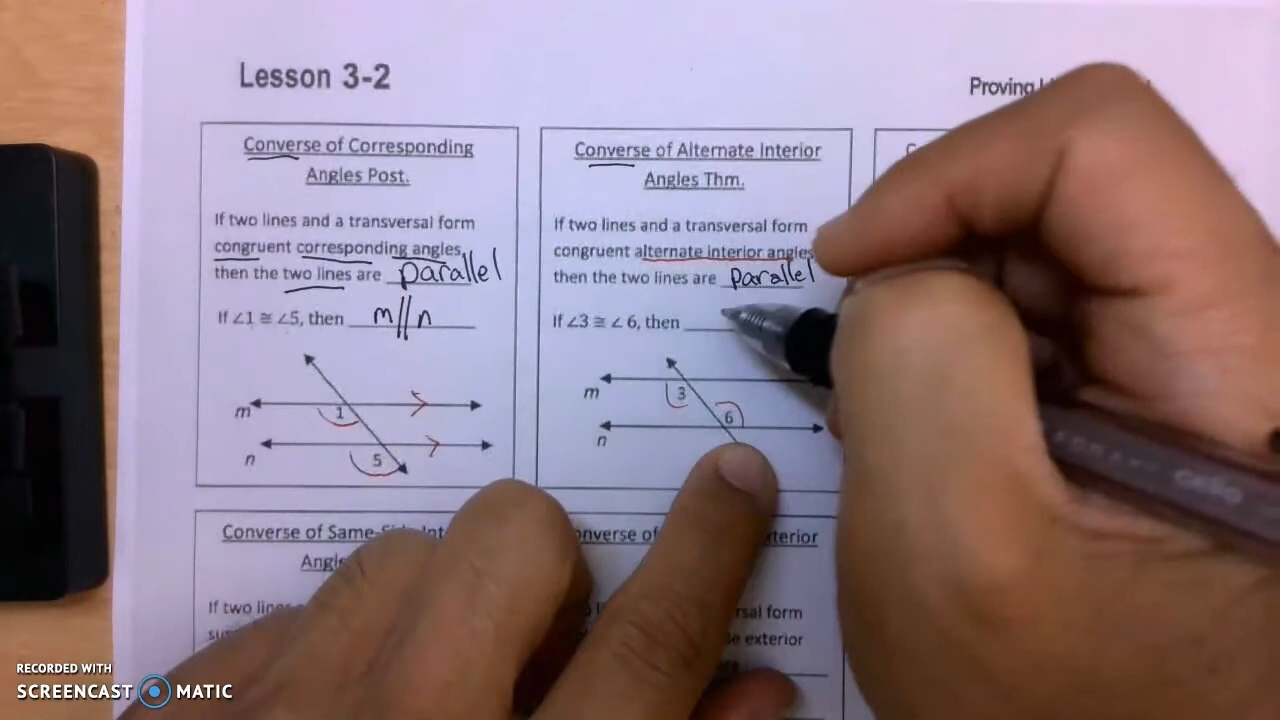 Lesson 3-2
Proving
Converse of Corresponding
Angles Post.
If two lines and a transversal form
congruent corresponding angles,
then the two lines are parallel
If ∠1 ≅ ∠5, then m//n
m
1
n
5
Converse of Alternate Interior
Angles Thm.
If two lines and a transversal form
congruent alternate interior angles
then the two lines are parallel
If ∠3 ≅ ∠6, then
m
3
6
n
Converse of Same-Side Int
If two lines
of exterior
form
exterior
RECORDED WITH
SCREENCAST MATIC